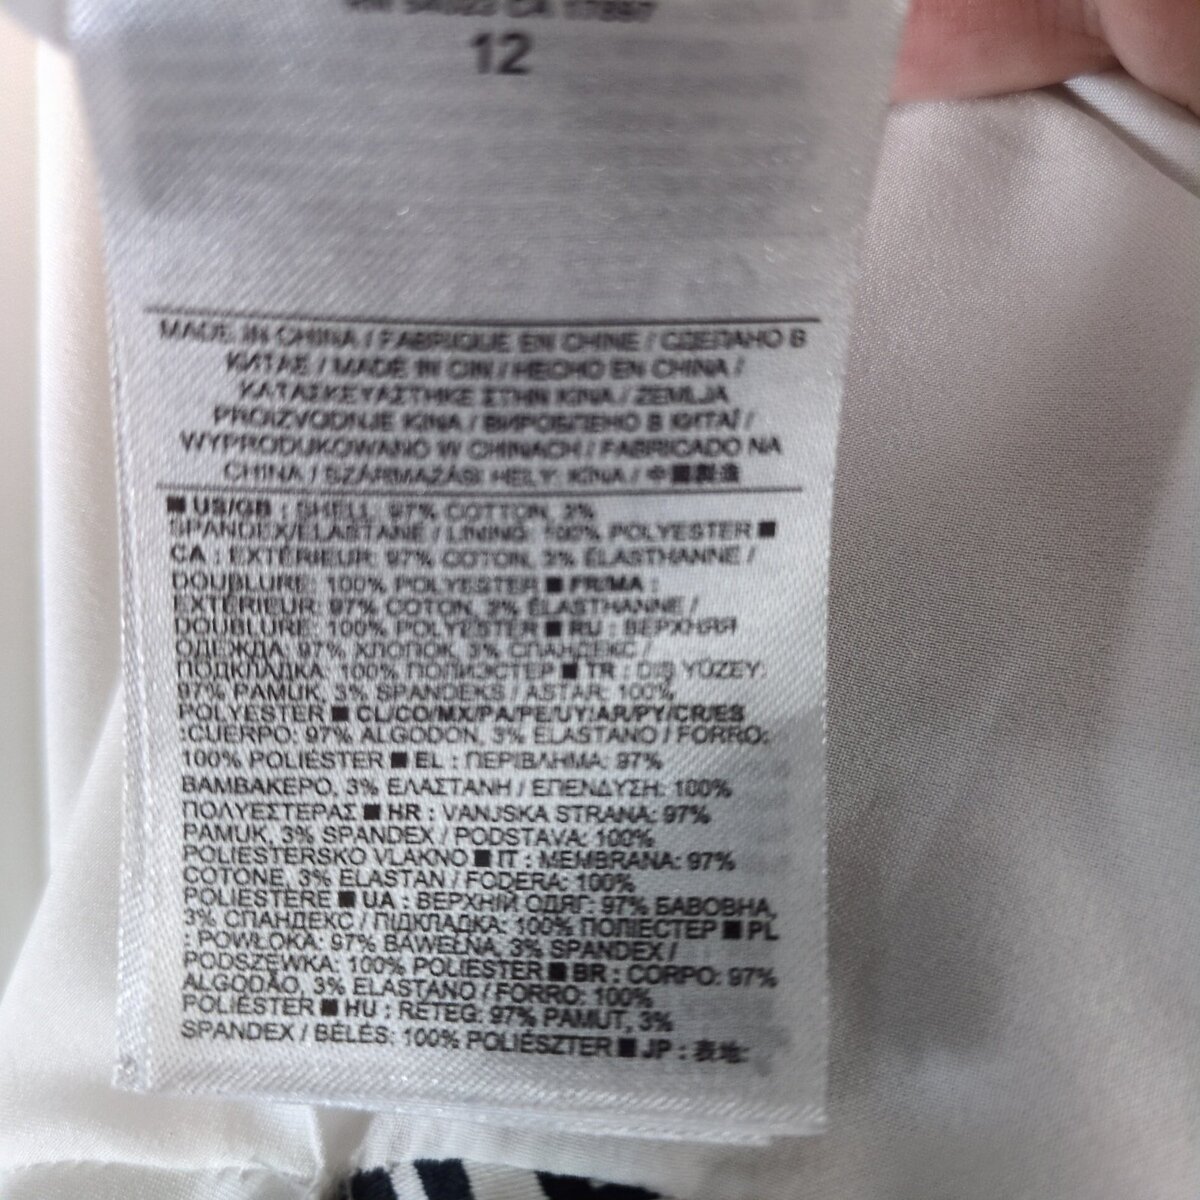 12
MADE IN CHINA / FABRIQUE EN CHINE / СДЕЛАНО В
КИТАЕ / MADE IN CIN / HECHO EN CHINA /
ΚΑΤΑΣΚΕΥΑΣΤΗΚΕ ΣΤΗΝ ΚΙΝΑ / ZEMLJA
PROIZVODNJE KINA / ВИРОБЛЕНО В КИТАЇ /
WYPRODUKOWANO W CHINACH / FABRICADO NA
CHINA / SZÁRMAZÁSI HELY: KÍNA / 中國製造
■ US/GB : SHELL: 97% COTTON, 3%
SPANDEX/ELASTANE / LINING: 100% POLYESTER ■
CA : EXTÉRIEUR: 97% COTON, 3% ÉLASTHANNE /
DOUBLURE: 100% POLYESTER ■ FR/MA :
EXTÉRIEUR: 97% COTON, 3% ÉLASTHANNE /
DOUBLURE: 100% POLYESTER ■ RU : ВЕРХНЯЯ
ОДЕЖДА: 97% ХЛОПОК, 3% СПАНДЕКС /
ПОДКЛАДКА: 100% ПОЛИЭСТЕР ■ TR : DIŞ YÜZEY:
97% PAMUK, 3% SPANDEKS / ASTAR: 100%
POLYESTER ■ CL/CO/MX/PA/PE/UY/AR/PY/CR/ES
:CUERPO: 97% ALGODON, 3% ELASTANO / FORRO:
100% POLIÉSTER ■ EL : ΠΕΡΙΒΛΗΜΑ: 97%
ΒΑΜΒΑΚΕΡΟ, 3% ΕΛΑΣΤΑΝΗ / ΕΠΕΝΔΥΣΗ: 100%
ΠΟΛΥΕΣΤΕΡΑΣ ■ HR : VANJSKA STRANA: 97%
PAMUK, 3% SPANDEX / PODSTAVA: 100%
POLIESTERSKO VLAKNO ■ IT : MEMBRANA: 97%
COTONE, 3% ELASTAN / FODERA: 100%
POLIESTERE ■ UA : ВЕРХНІЙ ОДЯГ: 97% БАВОВНА,
3% СПАНДЕКС / ПІДКЛАДКА: 100% ПОЛІЕСТЕР ■ PL
: POWŁOKA: 97% BAWEŁNA, 3% SPANDEX /
PODSZEWKA: 100% POLIESTER ■ BR : CORPO: 97%
ALGODÃO, 3% ELASTANO / FORRO: 100%
POLIÉSTER ■ HU : RÉTEG: 97% PAMUT, 3%
SPANDEX / BÉLÉS: 100% POLIÉSZTER ■ JP : 表地: